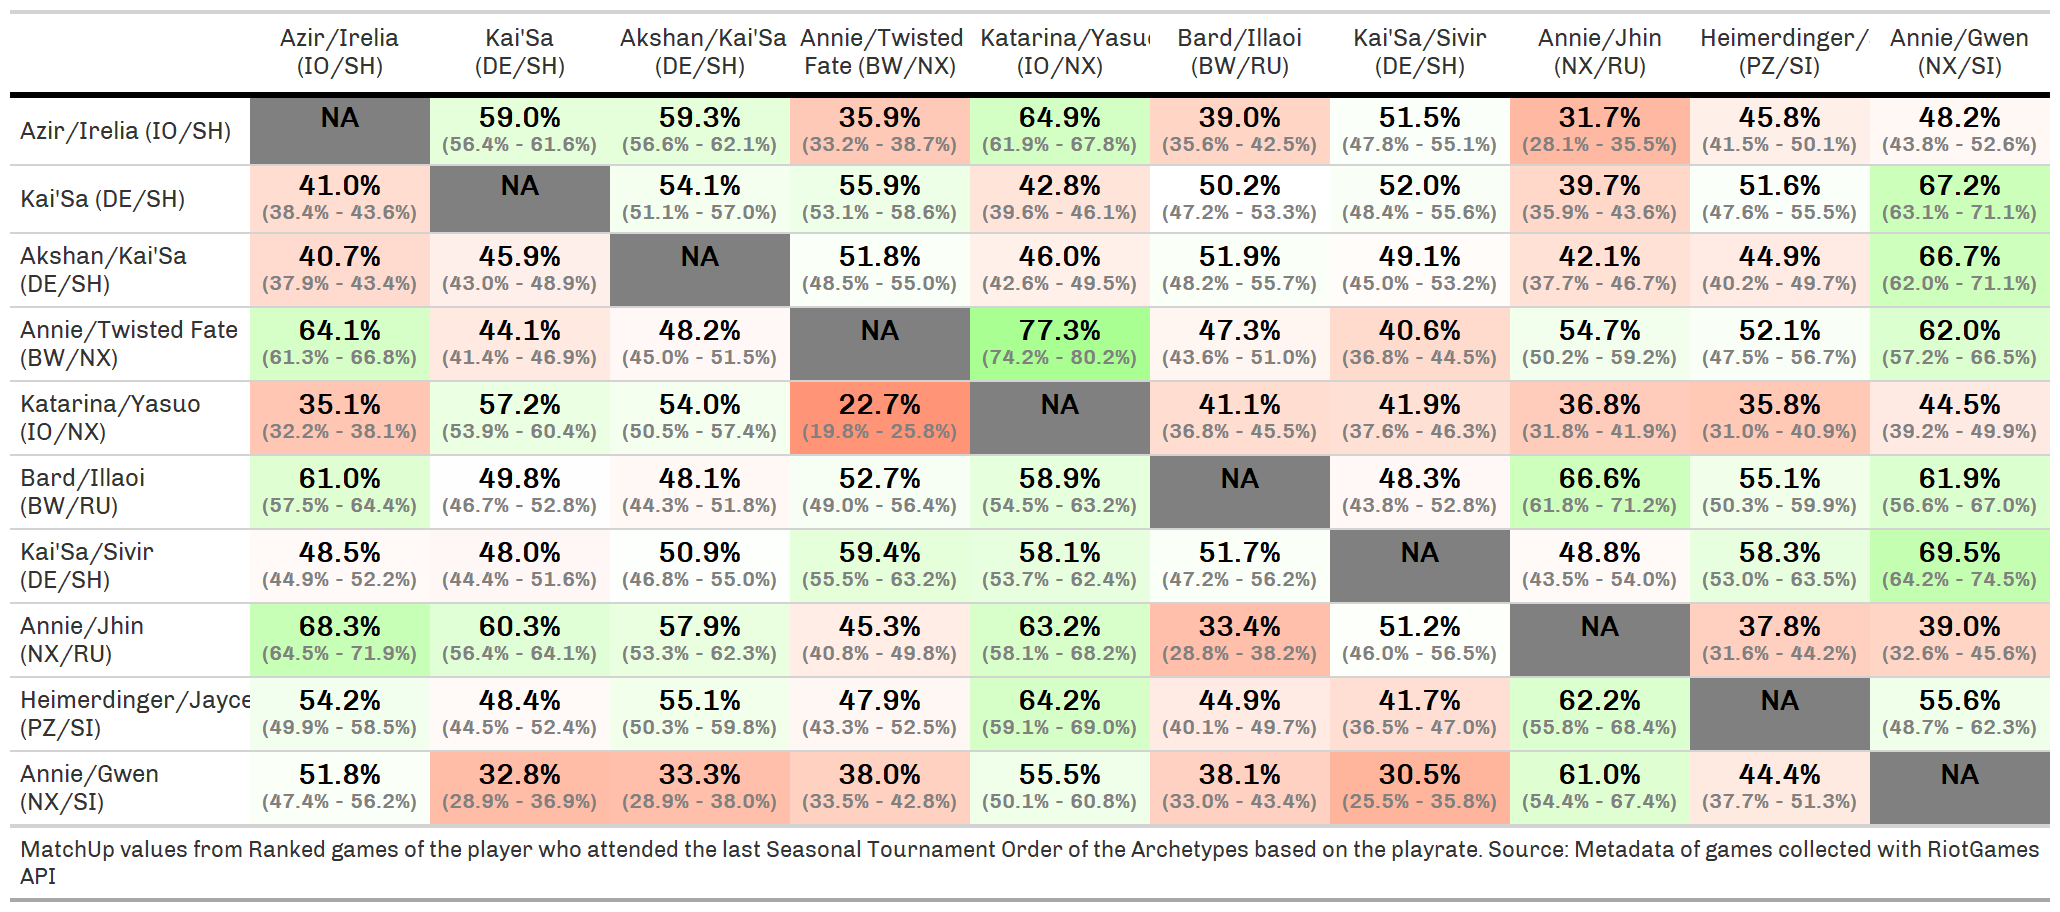 Azir/Irelia Kai'Sa Akshan/Kai'Sa Annie/Twisted Katarina/Yasuo Bard/Illaoi Kai'Sa/Sivir Annie/Jhin Heimerdinger/ Annie/Gwen
(IO/SH) (DE/SH) (DE/SH) Fate (BW/NX) (IO/NX) (BW/RU) (DE/SH) (NX/RU) (PZ/SI) (NX/SI)
Azir/Irelia (IO/SH) NA 59.0% 59.3% 35.9% 64.9% 39.0% 51.5% 31.7% 45.8% 48.2%
(56.4% - 61.6%) (56.6% - 62.1%) (33.2% - 38.7%) (61.9% - 67.8%) (35.6% - 42.5%) (47.8% - 55.1%) (28.1% - 35.5%) (41.5% - 50.1%) (43.8% - 52.6%)
Kai'Sa (DE/SH) 41.0% NA 54.1% 55.9% 42.8% 50.2% 52.0% 39.7% 51.6% 67.2%
(38.4% - 43.6%) (51.1% - 57.0%) (53.1% - 58.6%) (39.6% - 46.1%) (47.2% - 53.3%) (48.4% - 55.6%) (35.9% - 43.6%) (47.6% - 55.5%) (63.1% - 71.1%)
Akshan/Kai'Sa 40.7% 45.9% NA 51.8% 46.0% 51.9% 49.1% 42.1% 44.9% 66.7%
(DE/SH) (37.9% - 43.4%) (43.0% - 48.9%) (48.5% - 55.0%) (42.6% - 49.5%) (48.2% - 55.7%) (45.0% - 53.2%) (37.7% - 46.7%) (40.2% - 49.7%) (62.0% - 71.1%)
Annie/Twisted Fate 64.1% 44.1% 48.2% NA 77.3% 47.3% 40.6% 54.7% 52.1% 62.0%
(BW/NX) (61.3% - 66.8%) (41.4% - 46.9%) (45.0% - 51.5%) (74.2% - 80.2%) (43.6% - 51.0%) (36.8% - 44.5%) (50.2% - 59.2%) (47.5% - 56.7%) (57.2% - 66.5%)
Katarina/Yasuo 35.1% 57.2% 54.0% 22.7% NA 41.1% 41.9% 36.8% 35.8% 44.5%
(IO/NX) (32.2% - 38.1%) (53.9% - 60.4%) (50.5% - 57.4%) (19.8% - 25.8%) (36.8% - 45.5%) (37.6% - 46.3%) (31.8% - 41.9%) (31.0% - 40.9%) (39.2% - 49.9%)
Bard/Illaoi 61.0% 49.8% 48.1% 52.7% 58.9% NA 48.3% 66.6% 55.1% 61.9%
(BW/RU) (57.5% - 64.4%) (46.7% - 52.8%) (44.3% - 51.8%) (49.0% - 56.4%) (54.5% - 63.2%) (43.8% - 52.8%) (61.8% - 71.2%) (50.3% - 59.9%) (56.6% - 67.0%)
Kai'Sa/Sivir 48.5% 48.0% 50.9% 59.4% 58.1% 51.7% NA 48.8% 58.3% 69.5%
(DE/SH) (44.9% - 52.2%) (44.4% - 51.6%) (46.8% - 55.0%) (55.5% - 63.2%) (53.7% - 62.4%) (47.2% - 56.2%) (43.5% - 54.0%) (53.0% - 63.5%) (64.2% - 74.5%)
Annie/Jhin 68.3% 60.3% 57.9% 45.3% 63.2% 33.4% 51.2% NA 37.8% 39.0%
(NX/RU) (64.5% - 71.9%) (56.4% - 64.1%) (53.3% - 62.3%) (40.8% - 49.8%) (58.1% - 68.2%) (28.8% - 38.2%) (46.0% - 56.5%) (31.6% - 44.2%) (32.6% - 45.6%)
Heimerdinger/Jayce 54.2% 48.4% 55.1% 47.9% 64.2% 44.9% 41.7% 62.2% NA 55.6%
(PZ/SI) (49.9% - 58.5%) (44.5% - 52.4%) (50.3% - 59.8%) (43.3% - 52.5%) (59.1% - 69.0%) (40.1% - 49.7%) (36.5% - 47.0%) (55.8% - 68.4%) (48.7% - 62.3%)
Annie/Gwen 51.8% 32.8% 33.3% 38.0% 55.5% 38.1% 30.5% 61.0% 44.4% NA
(NX/SI) (47.4% - 56.2%) (28.9% - 36.9%) (28.9% - 38.0%) (33.5% - 42.8%) (50.1% - 60.8%) (33.0% - 43.4%) (25.5% - 35.8%) (54.4% - 67.4%) (37.7% - 51.3%)
MatchUp values from Ranked games of the player who attended the last Seasonal Tournament Order of the Archetypes based on the playrate. Source: Metadata of games collected with RiotGames
API